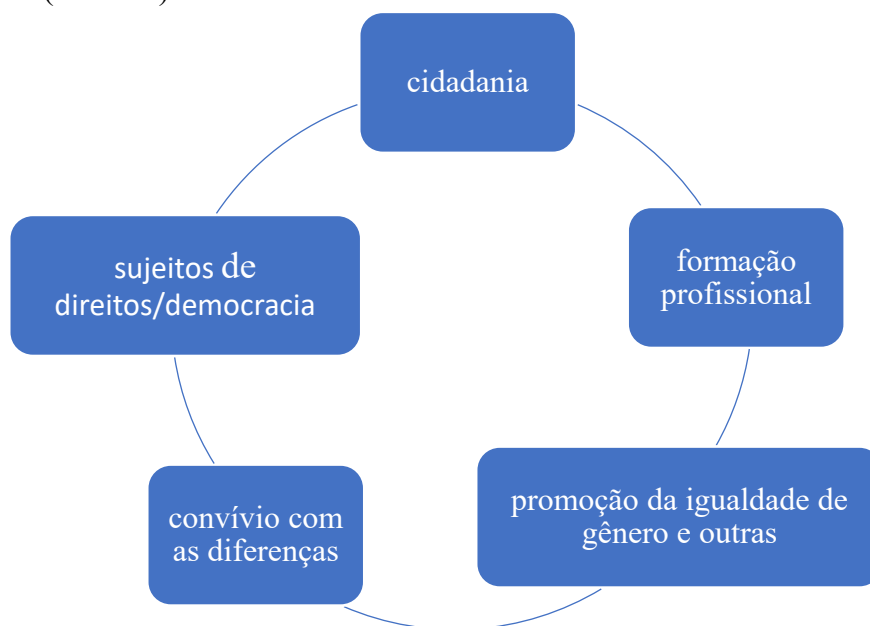 cidadania
formação
profissional
promoção da igualdade de
gênero e outras
convívio com
as diferenças
sujeitos de
direitos/democracia